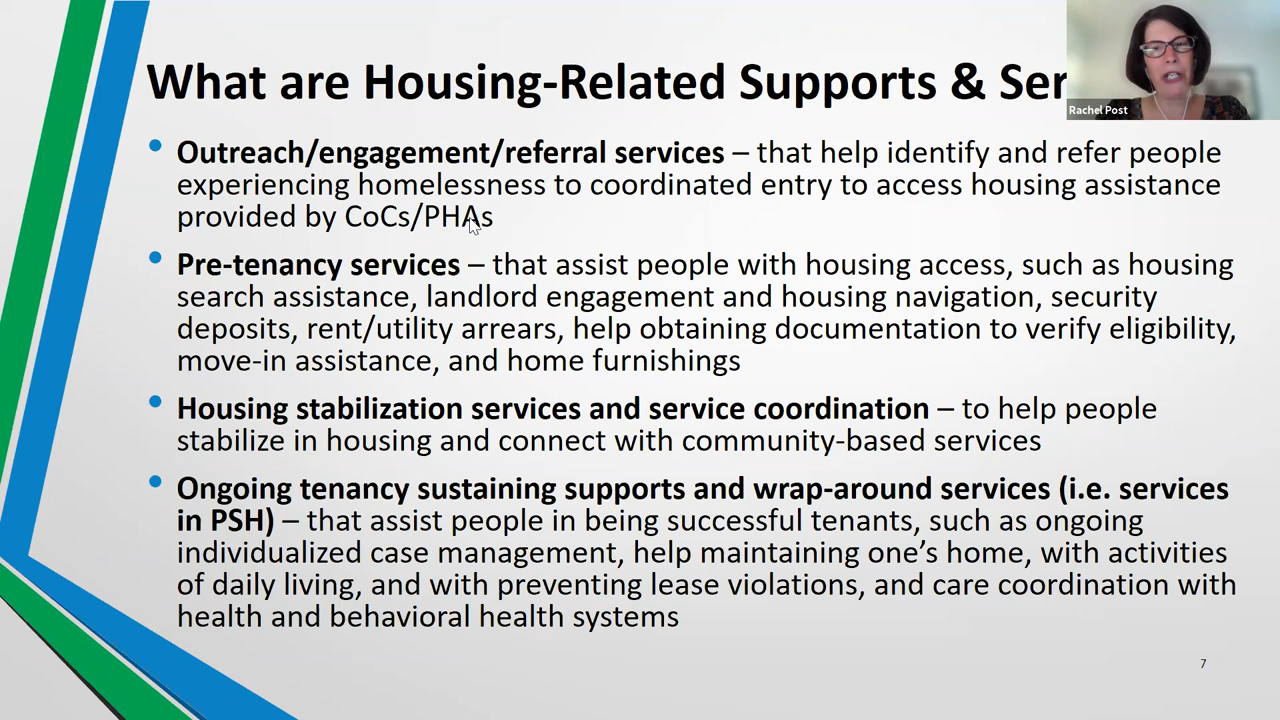 What are Housing-Related Supports & Ser
Rachel Post
• Outreach/engagement/referral services – that help identify and refer people
experiencing homelessness to coordinated entry to access housing assistance
provided by CoCs/PHAs
• Pre-tenancy services – that assist people with housing access, such as housing
search assistance, landlord engagement and housing navigation, security
deposits, rent/utility arrears, help obtaining documentation to verify eligibility,
move-in assistance, and home furnishings
• Housing stabilization services and service coordination – to help people
stabilize in housing and connect with community-based services
• Ongoing tenancy sustaining supports and wrap-around services (i.e. services
in PSH) – that assist people in being successful tenants, such as ongoing
individualized case management, help maintaining one’s home, with activities
of daily living, and with preventing lease violations, and care coordination with
health and behavioral health systems
7